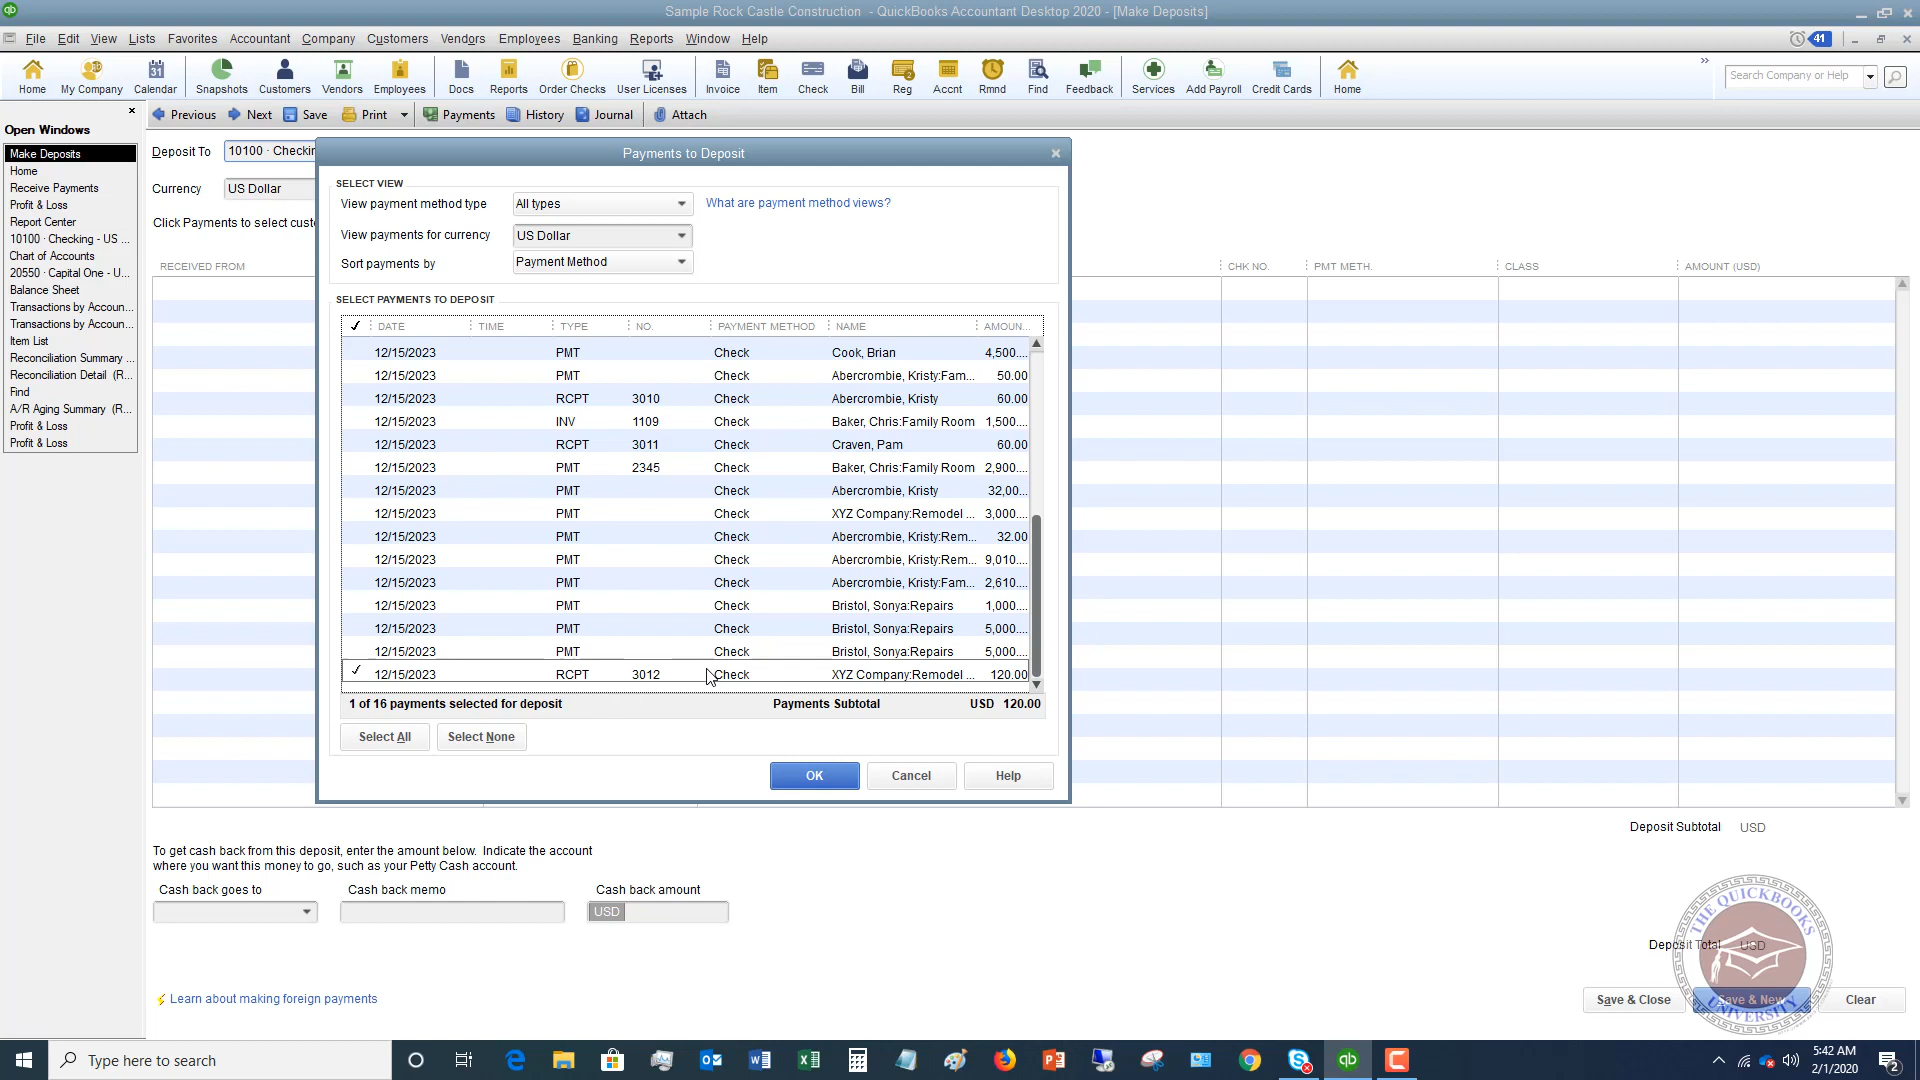 Sample Rock Castle Construction - QuickBooks Accountant Desktop 2020 - [Make Deposits]
File Edit View Lists Favorites Accountant Company Customers Vendors Employees Banking Reports Window Help
41
Home My Company Calendar Snapshots Customers Vendors Employees Docs Reports Order Checks User Licenses Invoice Item Check Bill Reg Accnt Rmnd Find Feedback Services Add Payroll Credit Cards Home
Search Company or Help
Previous Next Save Print Payments History Journal Attach
Open Windows
Make Deposits
Home
Receive Payments
Profit & Loss
Report Center
10100 · Checking - US ...
Chart of Accounts
20550 · Capital One - U...
Balance Sheet
Transactions by Accoun...
Transactions by Accoun...
Item List
Reconciliation Summary ...
Reconciliation Detail (R...
Find
A/R Aging Summary (R...
Profit & Loss
Profit & Loss
Deposit To 10100 · Checkin
Currency US Dollar
Click Payments to select custo
RECEIVED FROM CHK NO. PMT METH. CLASS AMOUNT (USD)
Payments to Deposit
SELECT VIEW
View payment method type All types What are payment method views?
View payments for currency US Dollar
Sort payments by Payment Method
SELECT PAYMENTS TO DEPOSIT
✓ DATE TIME TYPE NO. PAYMENT METHOD NAME AMOUN...
12/15/2023 PMT Check Cook, Brian 4,500....
12/15/2023 PMT Check Abercrombie, Kristy:Fam... 50.00
12/15/2023 RCPT 3010 Check Abercrombie, Kristy 60.00
12/15/2023 INV 1109 Check Baker, Chris:Family Room 1,500....
12/15/2023 RCPT 3011 Check Craven, Pam 60.00
12/15/2023 PMT 2345 Check Baker, Chris:Family Room 2,900....
12/15/2023 PMT Check Abercrombie, Kristy 32,00...
12/15/2023 PMT Check XYZ Company:Remodel ... 3,000....
12/15/2023 PMT Check Abercrombie, Kristy:Rem... 32.00
12/15/2023 PMT Check Abercrombie, Kristy:Rem... 9,010....
12/15/2023 PMT Check Abercrombie, Kristy:Fam... 2,610....
12/15/2023 PMT Check Bristol, Sonya:Repairs 1,000....
12/15/2023 PMT Check Bristol, Sonya:Repairs 5,000....
12/15/2023 PMT Check Bristol, Sonya:Repairs 5,000....
✓ 12/15/2023 RCPT 3012 Check XYZ Company:Remodel ... 120.00
1 of 16 payments selected for deposit Payments Subtotal USD 120.00
Select All Select None
OK Cancel Help
Deposit Subtotal USD
To get cash back from this deposit, enter the amount below. Indicate the account
where you want this money to go, such as your Petty Cash account.
Cash back goes to Cash back memo Cash back amount
USD
Deposit Total USD
Learn about making foreign payments
Save & Close Save & New Clear
THE QUICKBOOKS UNIVERSITY
Type here to search
5:42 AM
2/1/2020
2